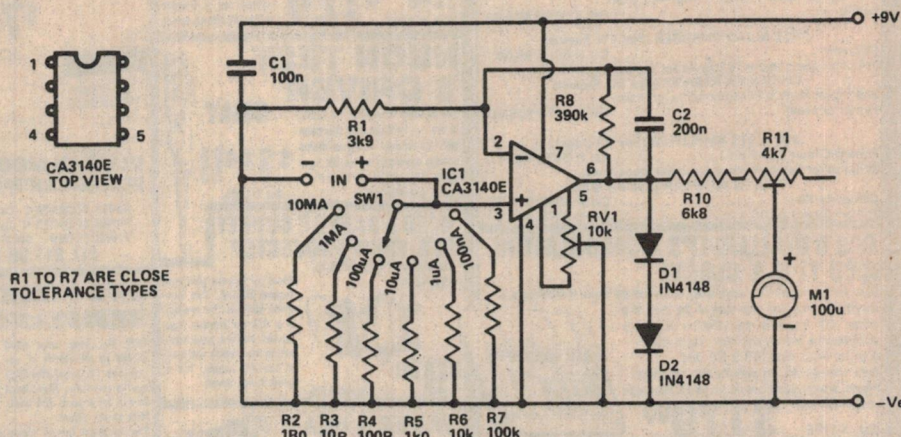 +9V
C1
100n
R1
3k9
R8
390k
C2
200n
R11
4k7
1
4
5
CA3140E
TOP VIEW
−
IN
+
SW1
IC1
CA3140E
2
3
7
6
5
1
4
RV1
10k
R10
6k8
10MA
1MA
100uA
10uA
1uA
100nA
R1 TO R7 ARE CLOSE
TOLERANCE TYPES
D1
IN4148
D2
IN4148
+
M1
100u
−
−Ve
R2
1R0
R3
10R
R4
100R
R5
1k0
R6
10k
R7
100k